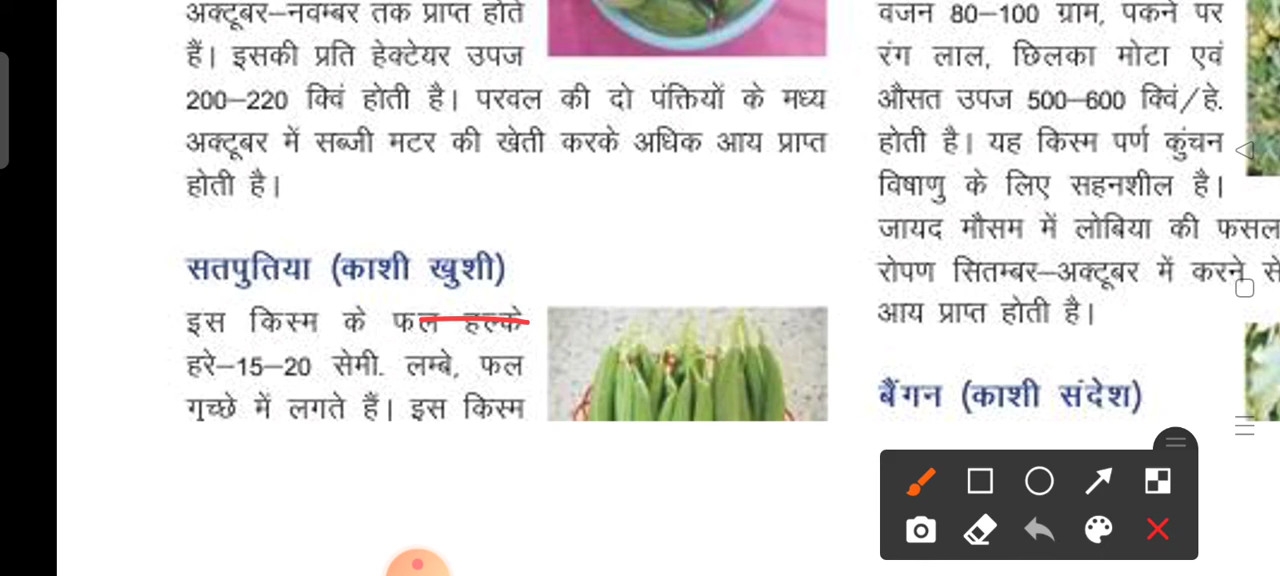 अक्टूबर–नवम्बर तक प्राप्त होते
हैं। इसकी प्रति हेक्टेयर उपज
200–220 क्विं होती है। परवल की दो पंक्तियों के मध्य
अक्टूबर में सब्जी मटर की खेती करके अधिक आय प्राप्त
होती है।
सतपुतिया (काशी खुशी)
इस किस्म के फल हल्के
हरे–15–20 सेमी. लम्बे, फल
गुच्छे में लगते हैं। इस किस्म
वजन 80–100 ग्राम, पकने पर
रंग लाल, छिलका मोटा एवं
औसत उपज 500–600 क्विं/हे.
होती है। यह किस्म पर्ण कुंचन
विषाणु के लिए सहनशील है।
जायद मौसम में लोबिया की फसल
रोपण सितम्बर–अक्टूबर में करने से
आय प्राप्त होती है।
बैंगन (काशी संदेश)